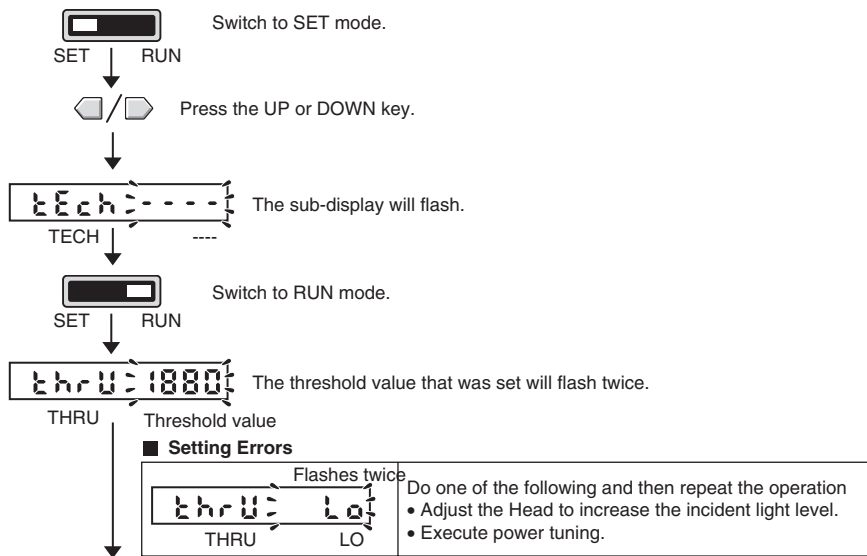 Switch to SET mode.
SET RUN
/ Press the UP or DOWN key.
tEch ---- The sub-display will flash.
TECH ----
Switch to RUN mode.
SET RUN
thrU 1880 The threshold value that was set will flash twice.
THRU Threshold value
■ Setting Errors
Flashes twice
thrU Lo
THRU LO
Do one of the following and then repeat the operation
• Adjust the Head to increase the incident light level.
• Execute power tuning.